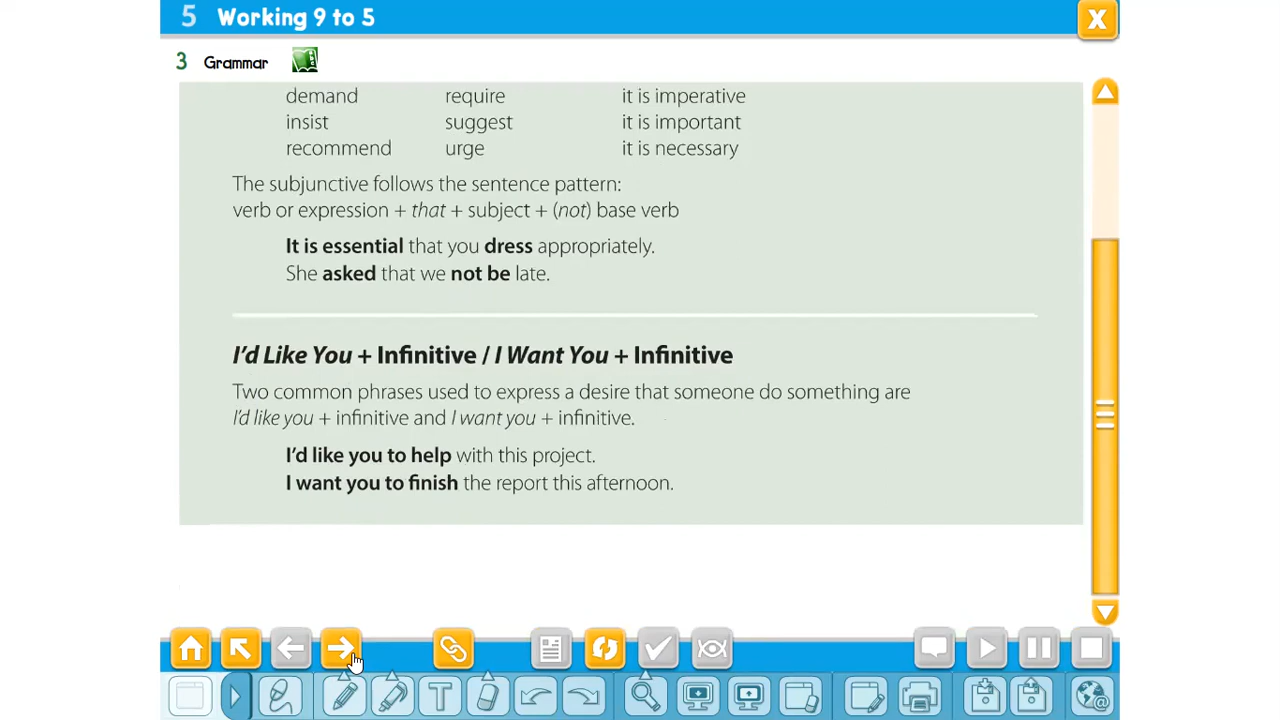 5 Working 9 to 5
X
3 Grammar
demand require it is imperative
insist suggest it is important
recommend urge it is necessary
The subjunctive follows the sentence pattern:
verb or expression + that + subject + (not) base verb
It is essential that you dress appropriately.
She asked that we not be late.
I'd Like You + Infinitive / I Want You + Infinitive
Two common phrases used to express a desire that someone do something are
I'd like you + infinitive and I want you + infinitive.
I'd like you to help with this project.
I want you to finish the report this afternoon.
T